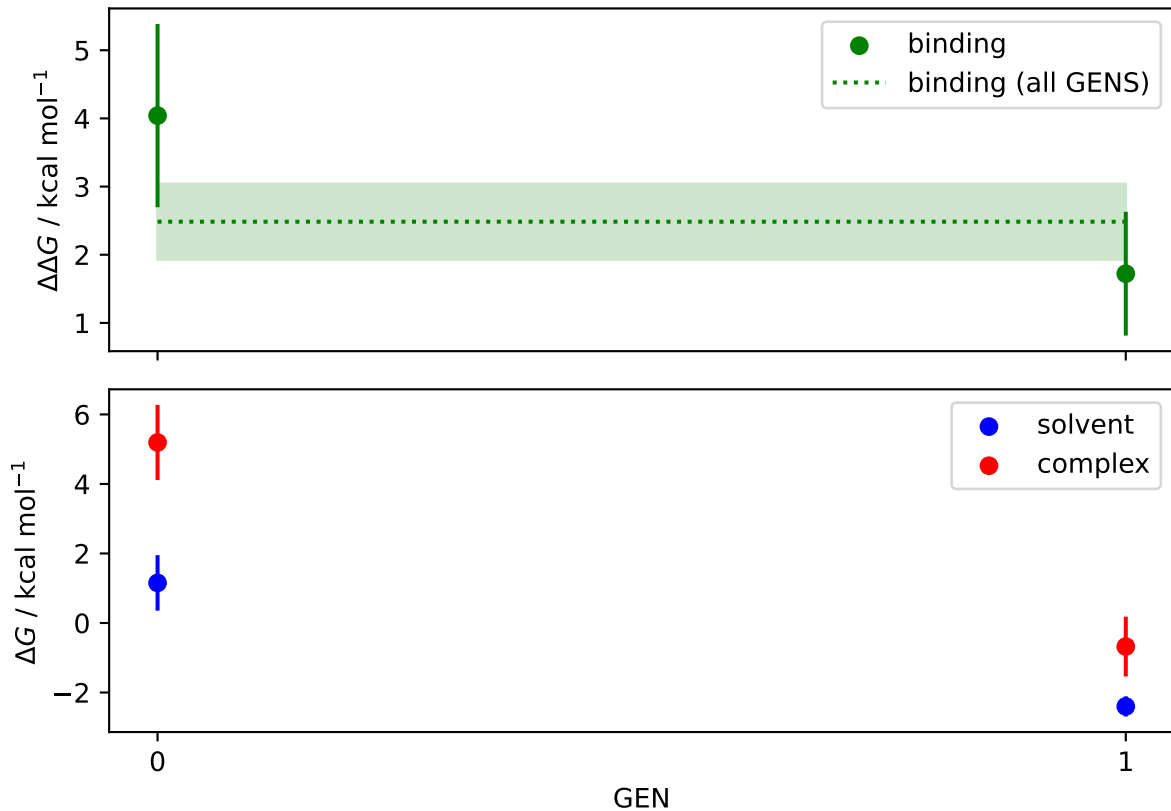 5
4
3
2
1
ΔΔG / kcal mol⁻¹
binding
binding (all GENS)
6
4
2
0
−2
ΔG / kcal mol⁻¹
solvent
complex
0
1
GEN